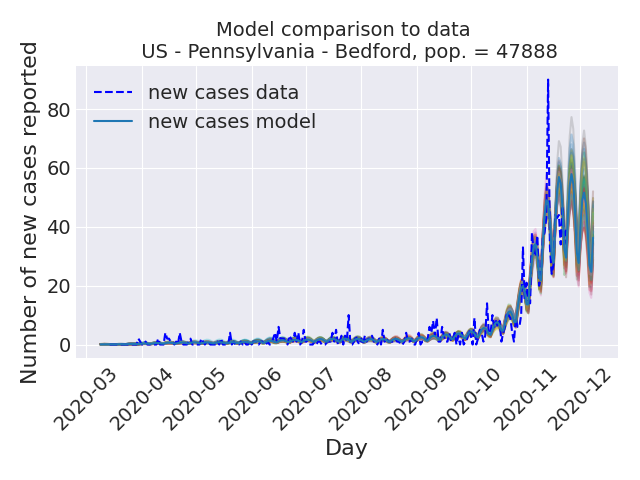 Model comparison to data
US - Pennsylvania - Bedford, pop. = 47888
Number of new cases reported
new cases data
new cases model
80
60
40
20
0
2020-03
2020-04
2020-05
2020-06
2020-07
2020-08
2020-09
2020-10
2020-11
2020-12
Day